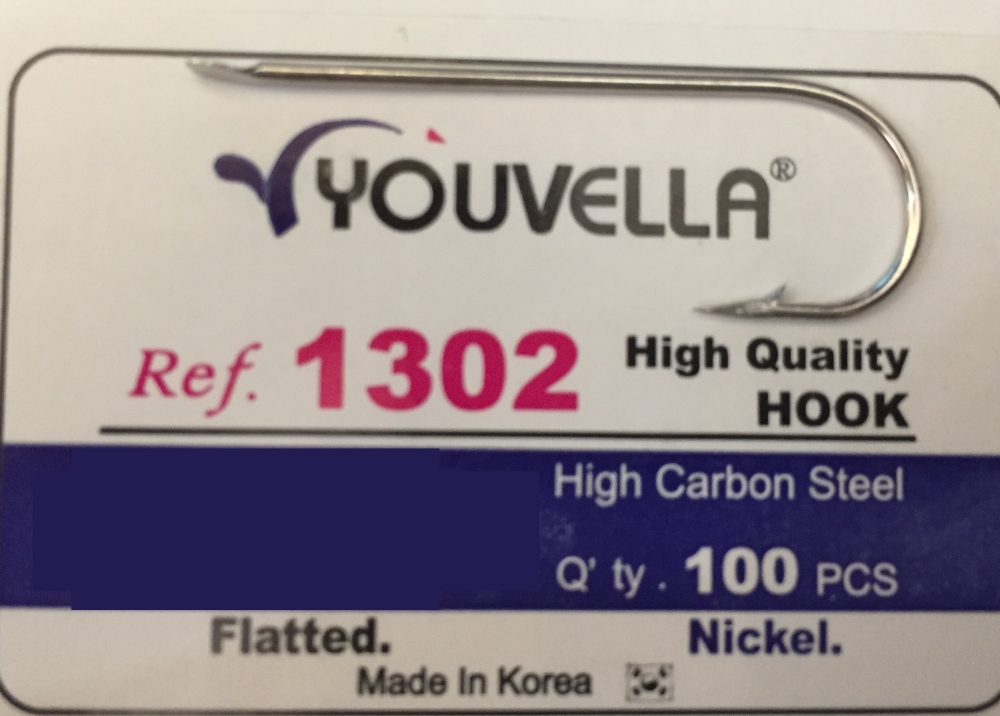 YOUVELLA®
Ref. 1302
High Quality
HOOK
High Carbon Steel
Q' ty . 100 PCS
Flatted.
Nickel.
Made In Korea